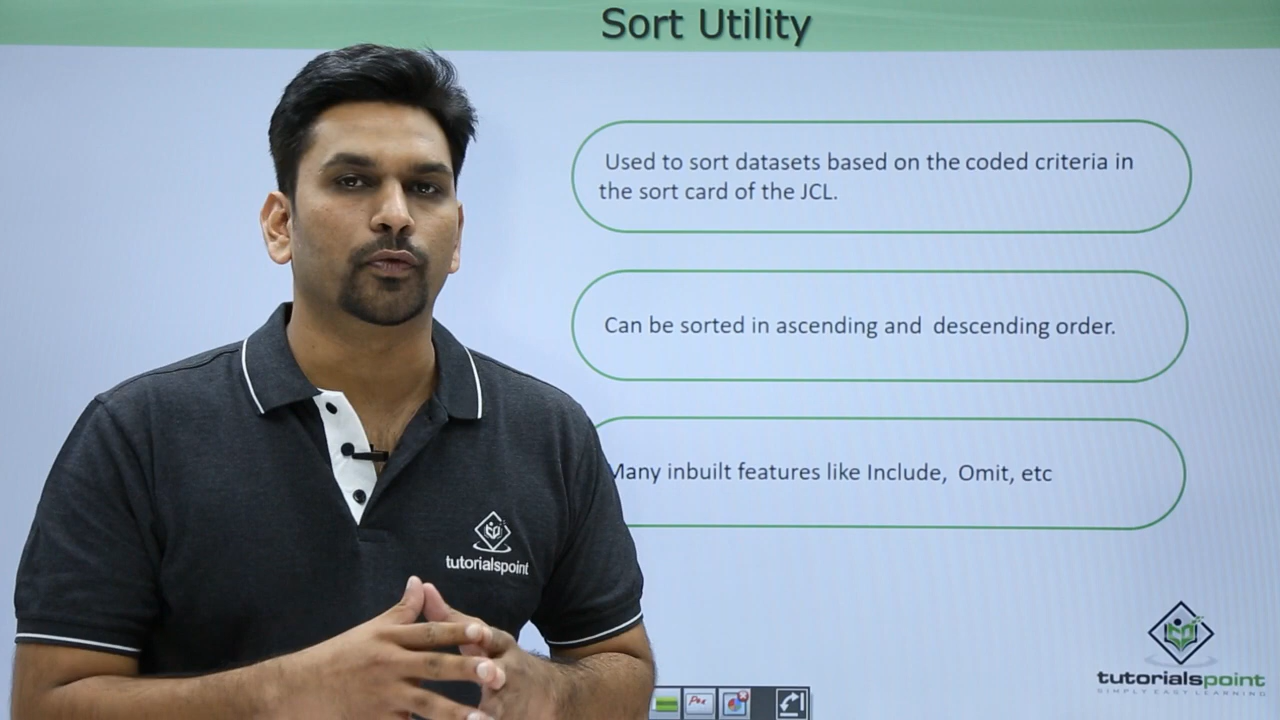 Sort Utility
Used to sort datasets based on the coded criteria in
the sort card of the JCL.
Can be sorted in ascending and descending order.
Many inbuilt features like Include, Omit, etc
tutorialspoint
tutorialspoint
SIMPLY EASY LEARNING